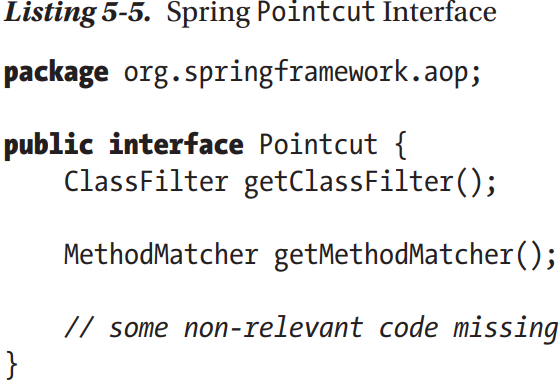 Listing 5-5. Spring Pointcut Interface
package org.springframework.aop;
public interface Pointcut {
ClassFilter getClassFilter();
MethodMatcher getMethodMatcher();
// some non-relevant code missing
}